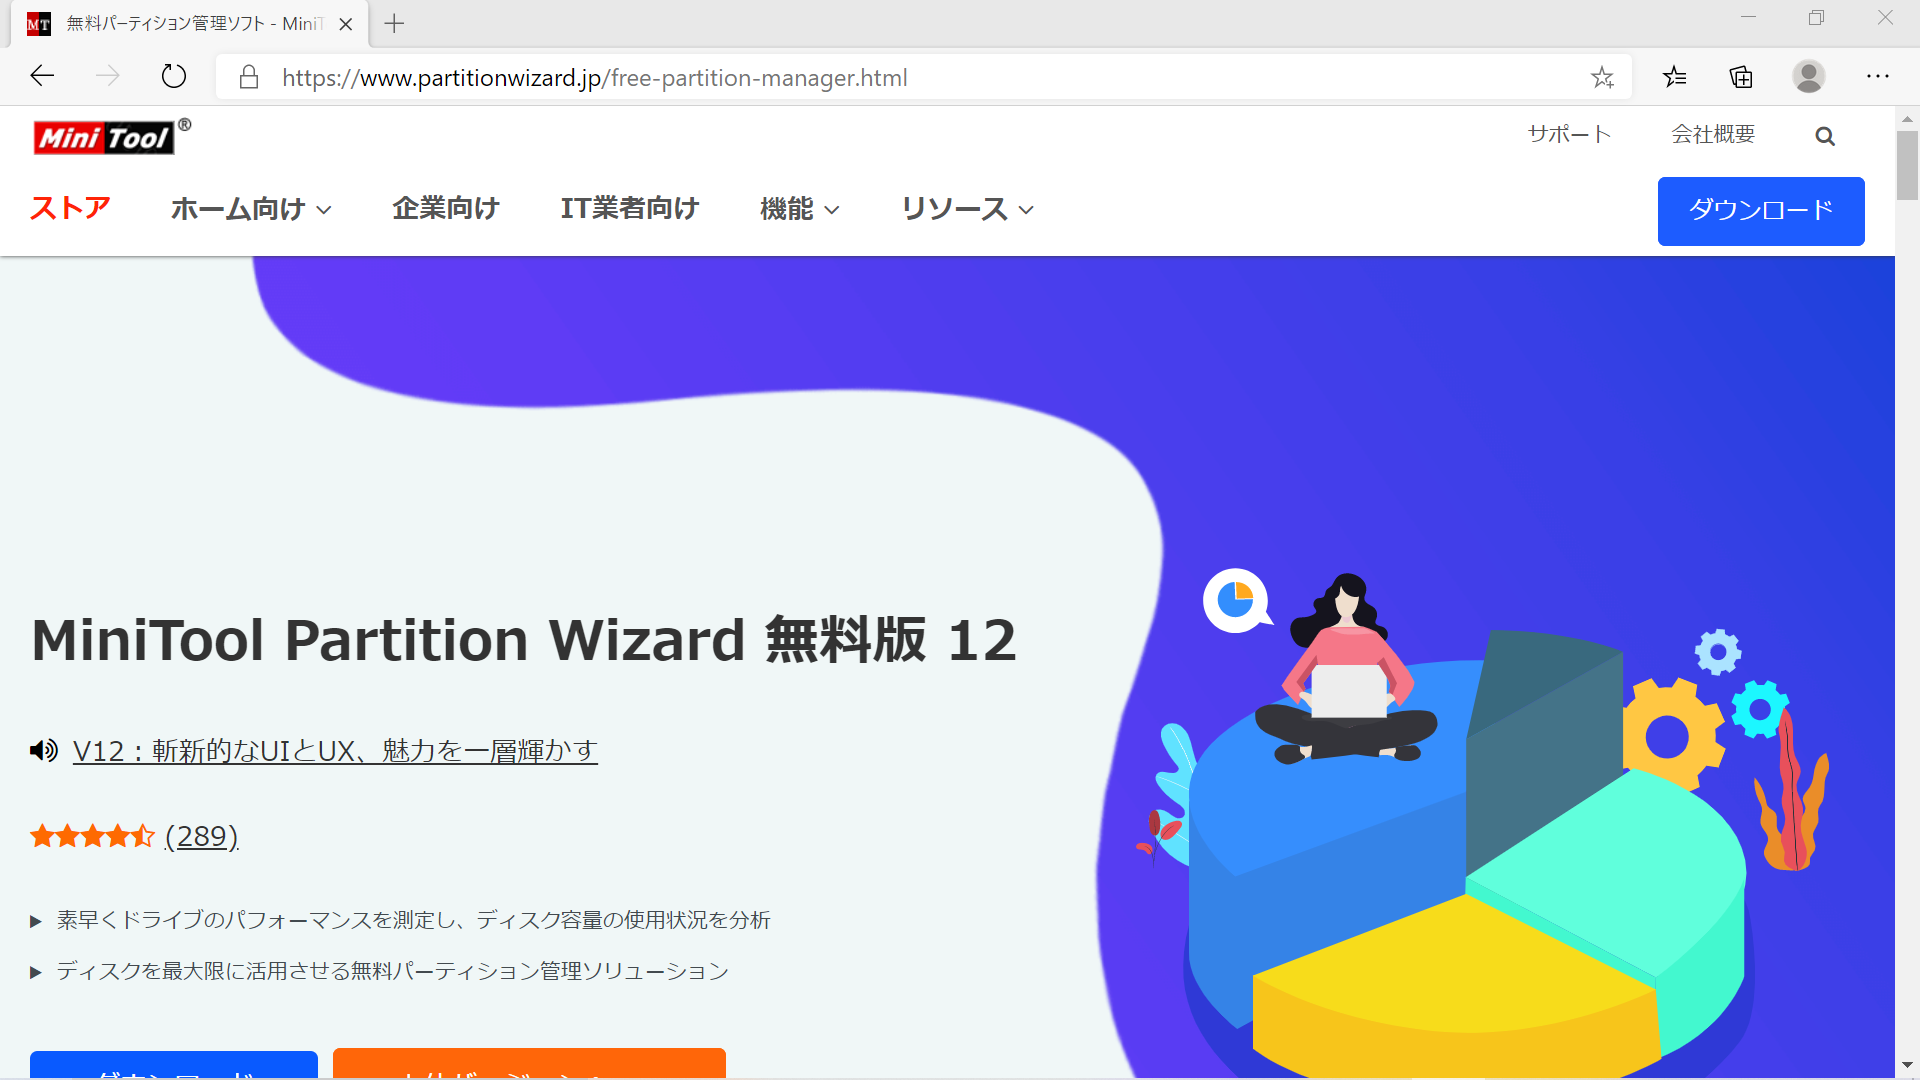 無料パーティション管理ソフト - Mini
https://www.partitionwizard.jp/free-partition-manager.html
Mini Tool ®
サポート 会社概要
ストア ホーム向け 企業向け IT業者向け 機能 リソース ダウンロード
MiniTool Partition Wizard 無料版 12
V12：斬新的なUIとUX、魅力を一層輝かす
(289)
素早くドライブのパフォーマンスを測定し、ディスク容量の使用状況を分析
ディスクを最大限に活用させる無料パーティション管理ソリューション
ダウンロード